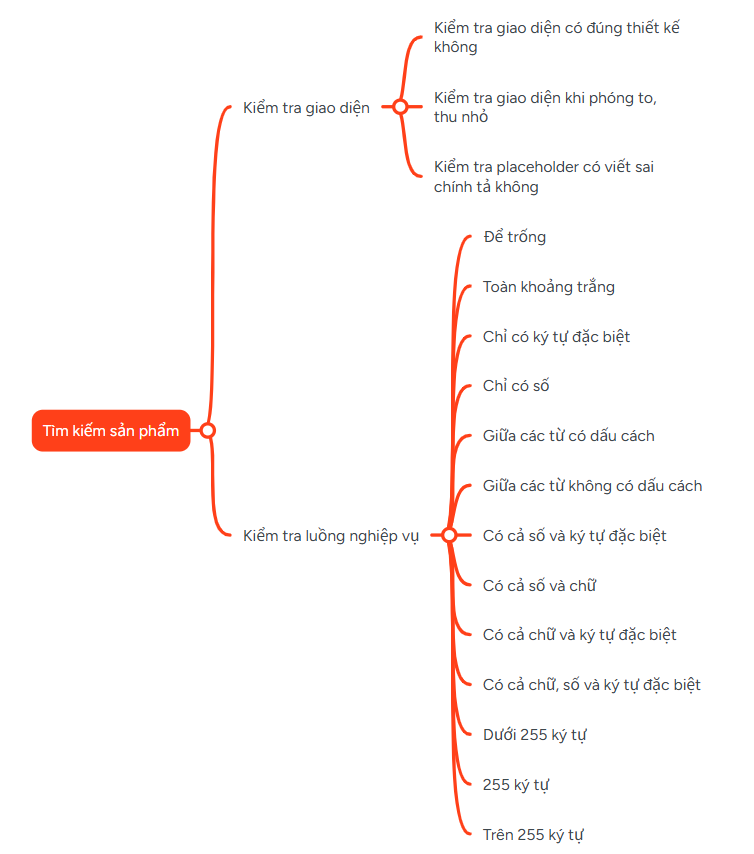 Tìm kiếm sản phẩm
Kiểm tra giao diện
Kiểm tra giao diện có đúng thiết kế
không
Kiểm tra giao diện khi phóng to,
thu nhỏ
Kiểm tra placeholder có viết sai
chính tả không
Kiểm tra luồng nghiệp vụ
Để trống
Toàn khoảng trắng
Chỉ có ký tự đặc biệt
Chỉ có số
Giữa các từ có dấu cách
Giữa các từ không có dấu cách
Có cả số và ký tự đặc biệt
Có cả số và chữ
Có cả chữ và ký tự đặc biệt
Có cả chữ, số và ký tự đặc biệt
Dưới 255 ký tự
255 ký tự
Trên 255 ký tự